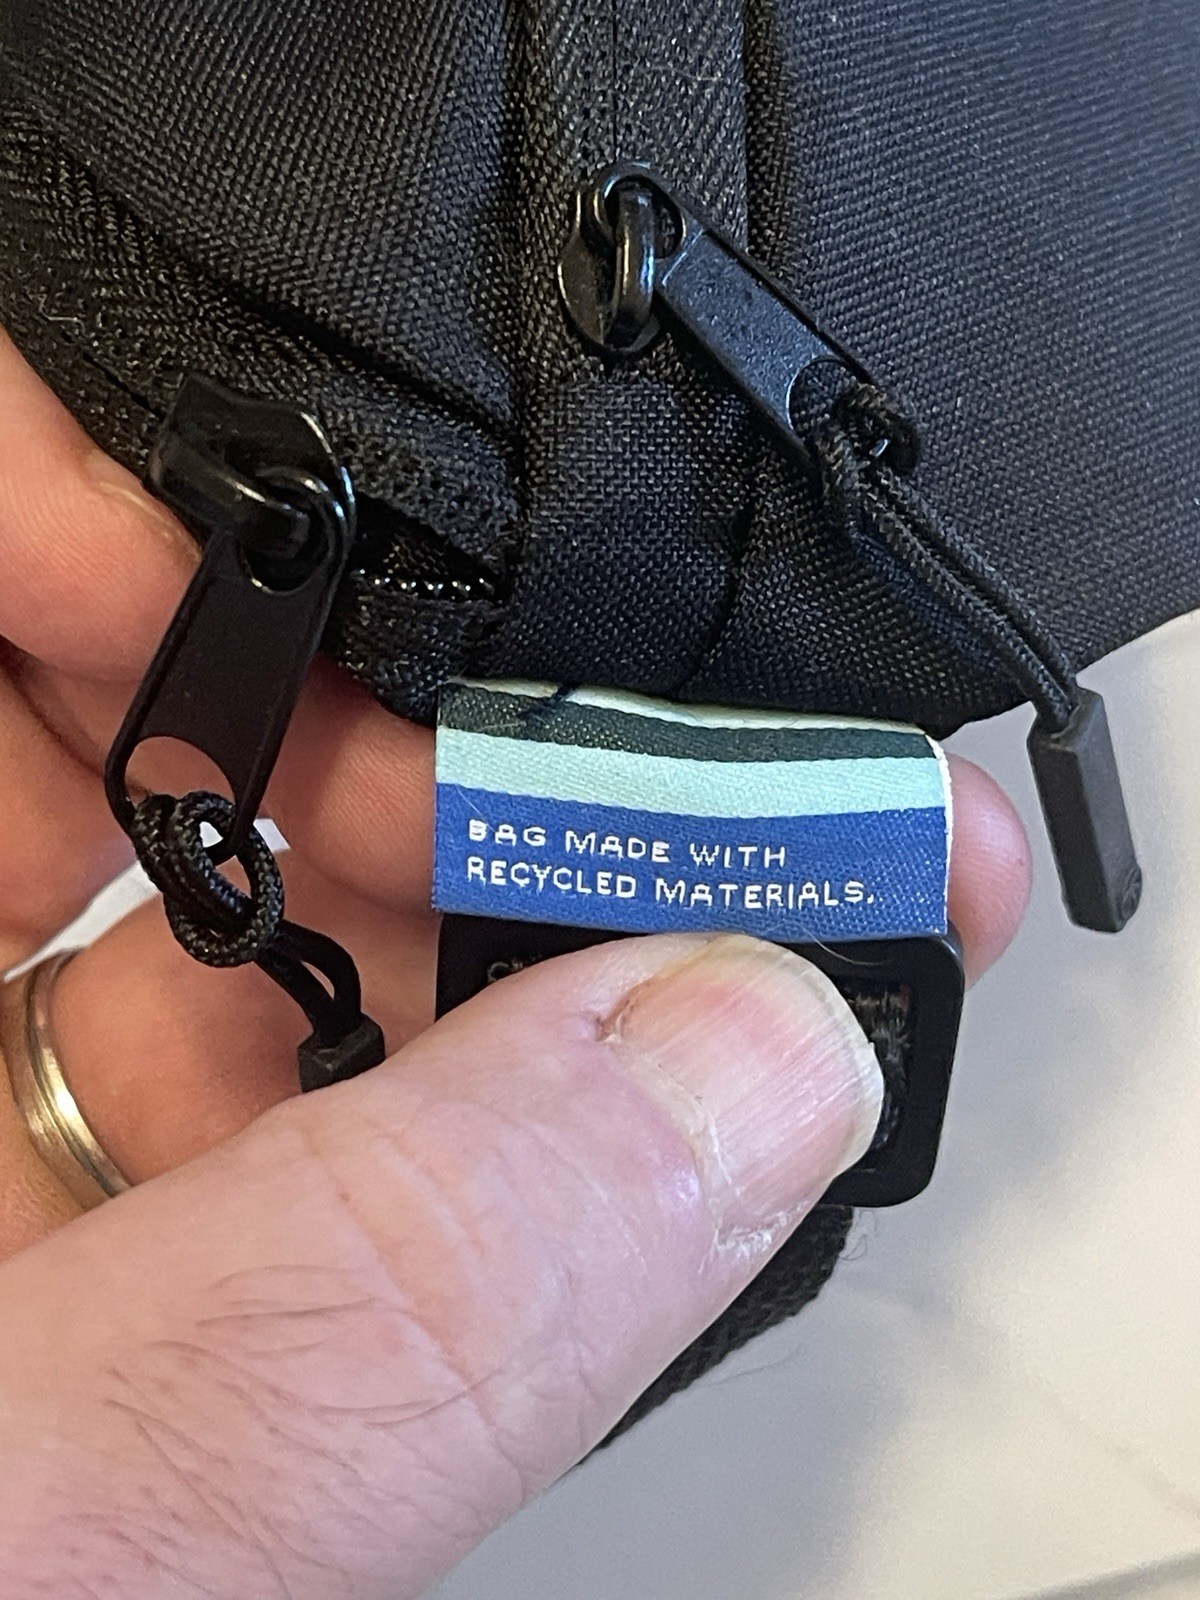 BAG MADE WITH
RECYCLED MATERIALS.